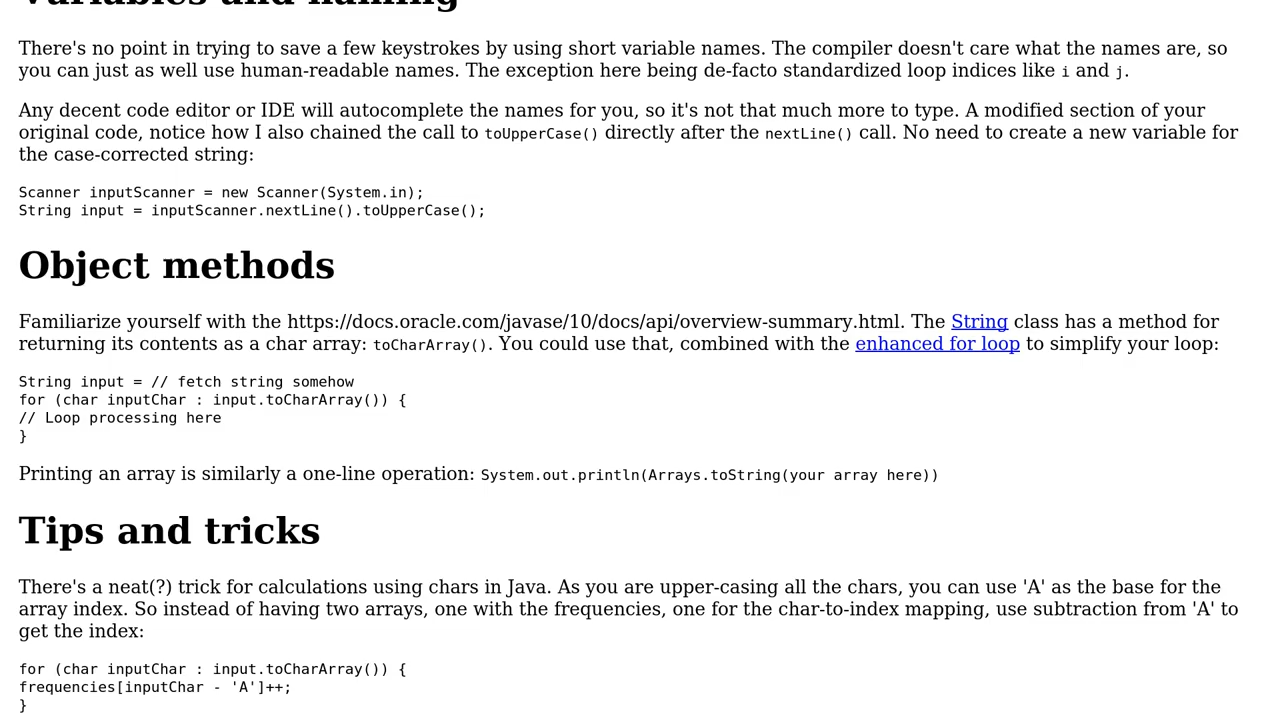 Variables and naming
There's no point in trying to save a few keystrokes by using short variable names. The compiler doesn't care what the names are, so
you can just as well use human-readable names. The exception here being de-facto standardized loop indices like i and j.
Any decent code editor or IDE will autocomplete the names for you, so it's not that much more to type. A modified section of your
original code, notice how I also chained the call to toUpperCase() directly after the nextLine() call. No need to create a new variable for
the case-corrected string:
Scanner inputScanner = new Scanner(System.in);
String input = inputScanner.nextLine().toUpperCase();
Object methods
Familiarize yourself with the https://docs.oracle.com/javase/10/docs/api/overview-summary.html. The String class has a method for
returning its contents as a char array: toCharArray(). You could use that, combined with the enhanced for loop to simplify your loop:
String input = // fetch string somehow
for (char inputChar : input.toCharArray()) {
// Loop processing here
}
Printing an array is similarly a one-line operation: System.out.println(Arrays.toString(your array here))
Tips and tricks
There's a neat(?) trick for calculations using chars in Java. As you are upper-casing all the chars, you can use 'A' as the base for the
array index. So instead of having two arrays, one with the frequencies, one for the char-to-index mapping, use subtraction from 'A' to
get the index:
for (char inputChar : input.toCharArray()) {
frequencies[inputChar - 'A']++;
}